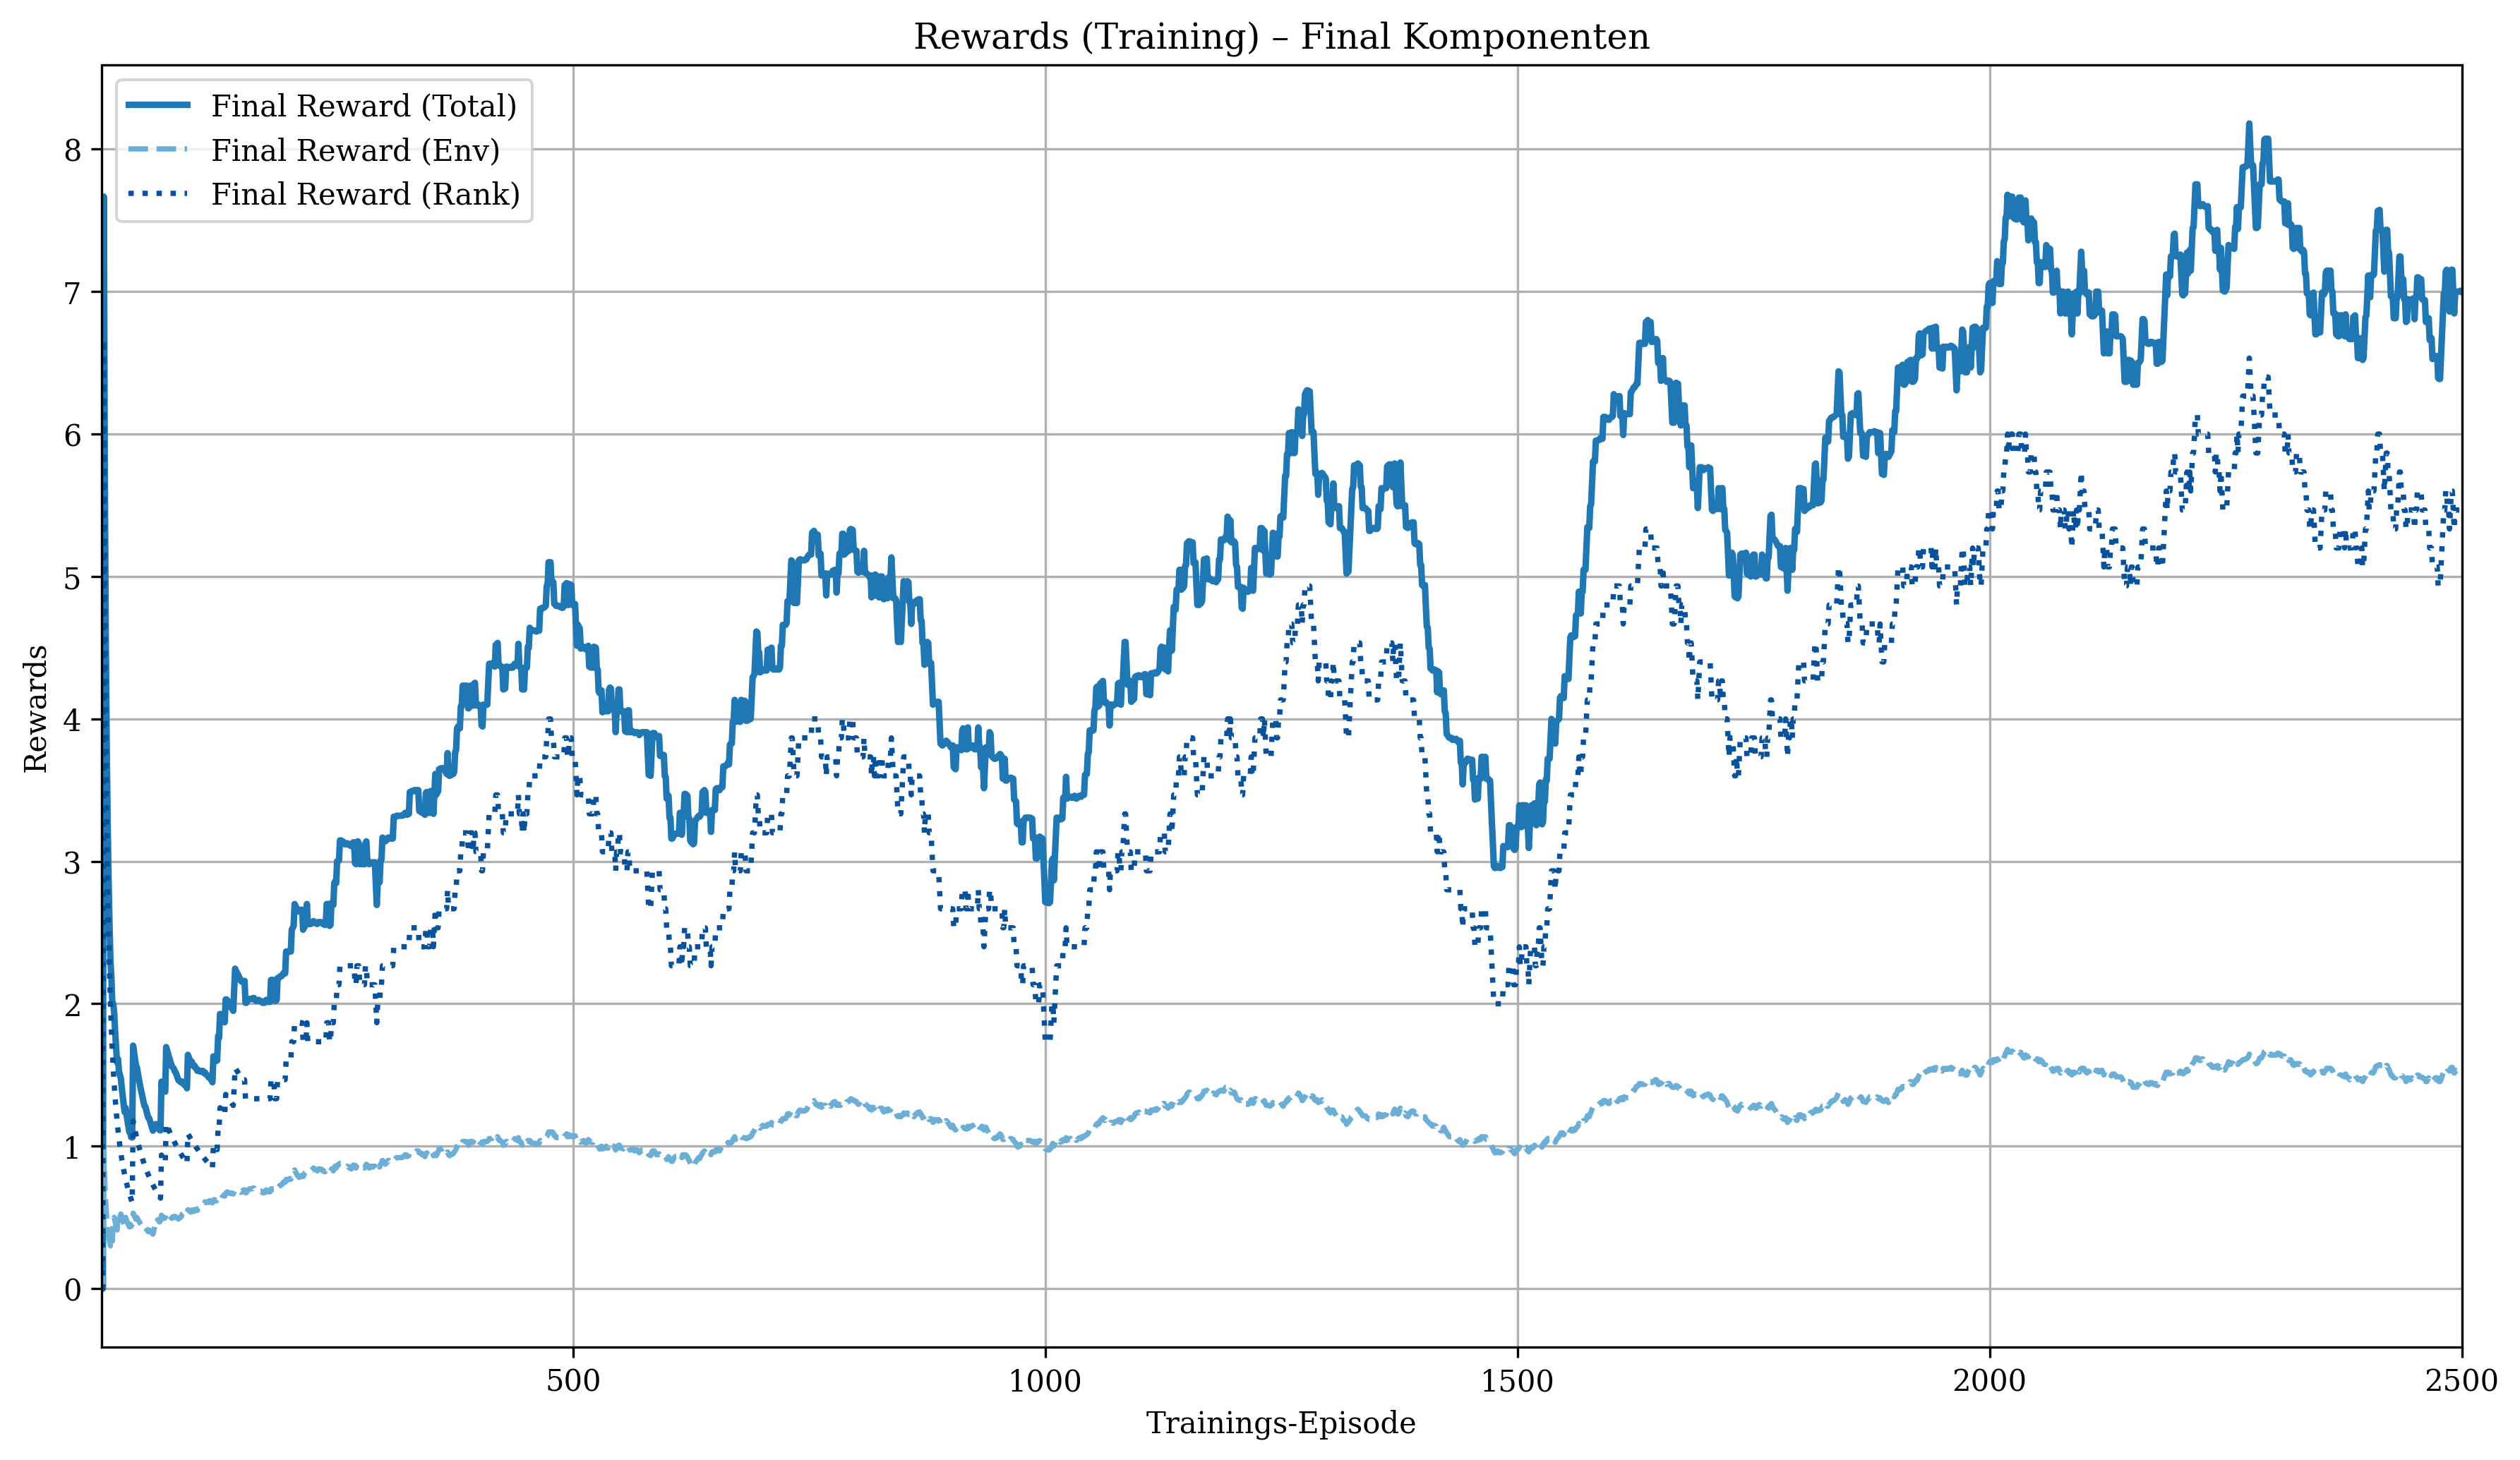 Rewards (Training) – Final Komponenten
Final Reward (Total)
Final Reward (Env)
Final Reward (Rank)
8
7
6
5
4
3
2
1
0
Rewards
500
1000
1500
2000
2500
Trainings-Episode